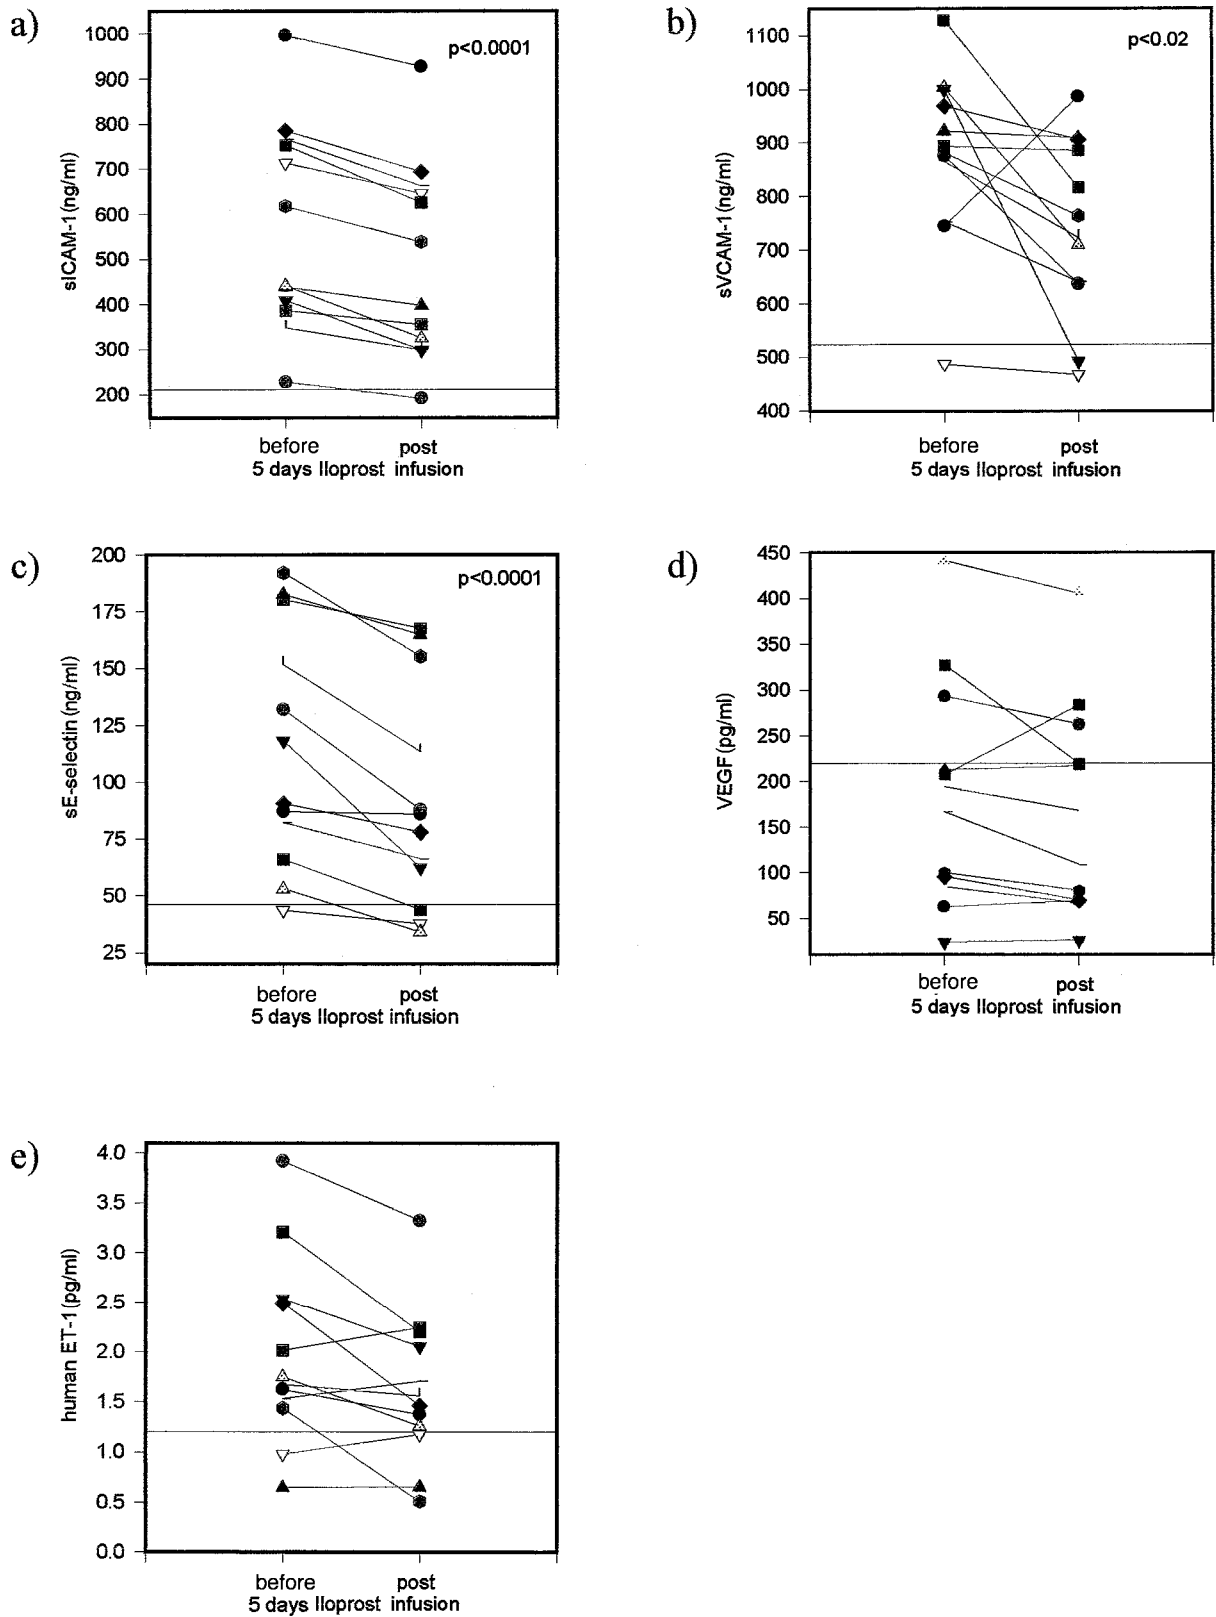 a)
1000
900
800
700
600
500
400
300
200
sICAM-1 (ng/ml)
p<0.0001
before post
5 days Iloprost infusion
b)
1100
1000
900
800
700
600
500
400
sVCAM-1 (ng/ml)
p<0.02
before post
5 days Iloprost infusion
c)
200
175
150
125
100
75
50
25
sE-selectin (ng/ml)
p<0.0001
before post
5 days Iloprost infusion
d)
450
400
350
300
250
200
150
100
50
VEGF (pg/ml)
before post
5 days Iloprost infusion
e)
4.0
3.5
3.0
2.5
2.0
1.5
1.0
0.5
0.0
human ET-1 (pg/ml)
before post
5 days Iloprost infusion